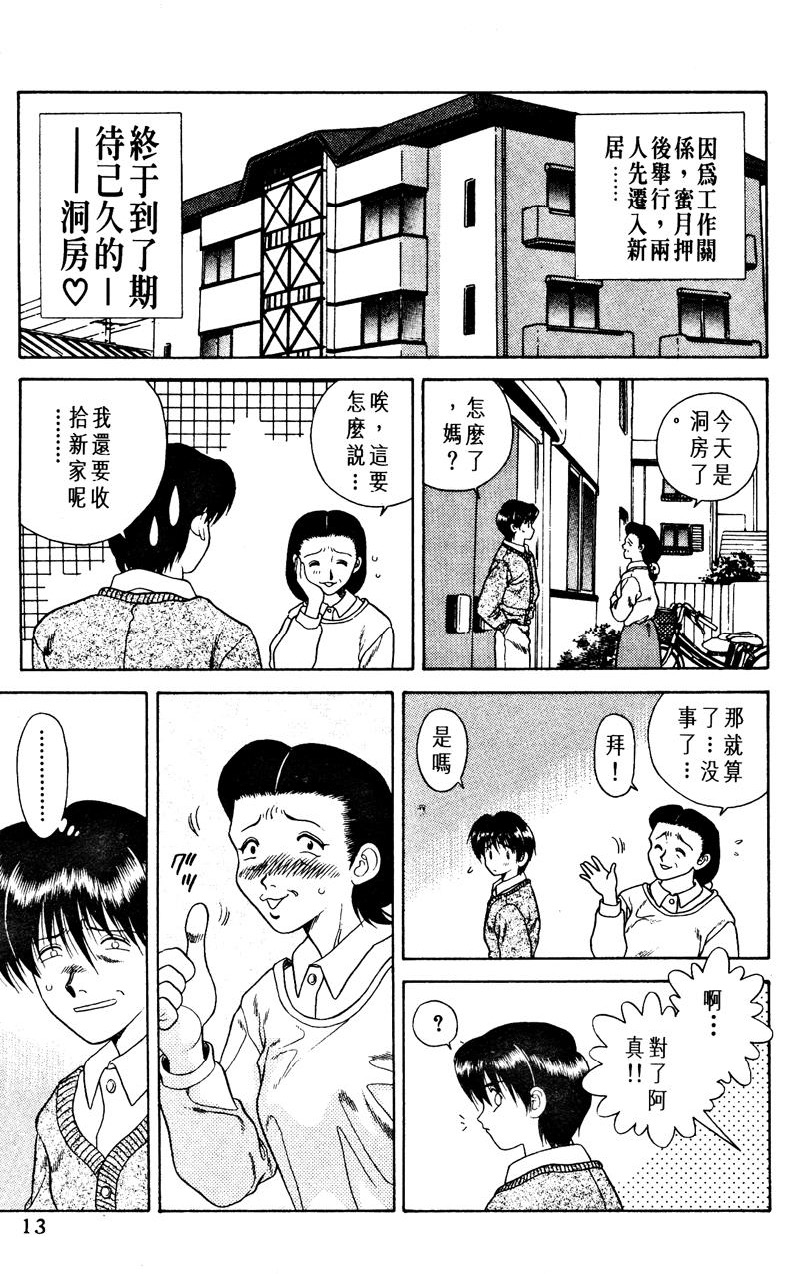 因爲工作關
係，蜜月押
後舉行，兩
人先遷入新
居……
終于到了期
待己久的—
——洞房♡
今天是
洞房了
。
怎麼了
，媽？
唉，這要
怎麼說…
我還要收
拾新家呢
………
那就算
了…没
事了…
拜！
是嗎
啊…
對了阿
真!!
？
…………
13